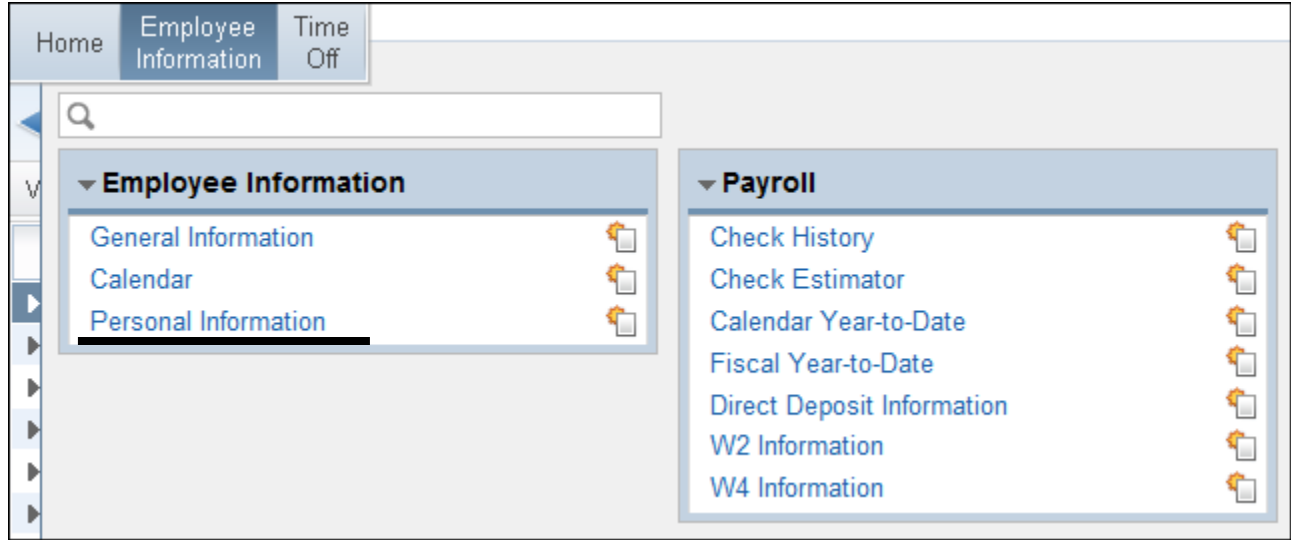 Home
Employee
Information
Time
Off
V
Employee Information
General Information
Calendar
Personal Information
Payroll
Check History
Check Estimator
Calendar Year-to-Date
Fiscal Year-to-Date
Direct Deposit Information
W2 Information
W4 Information